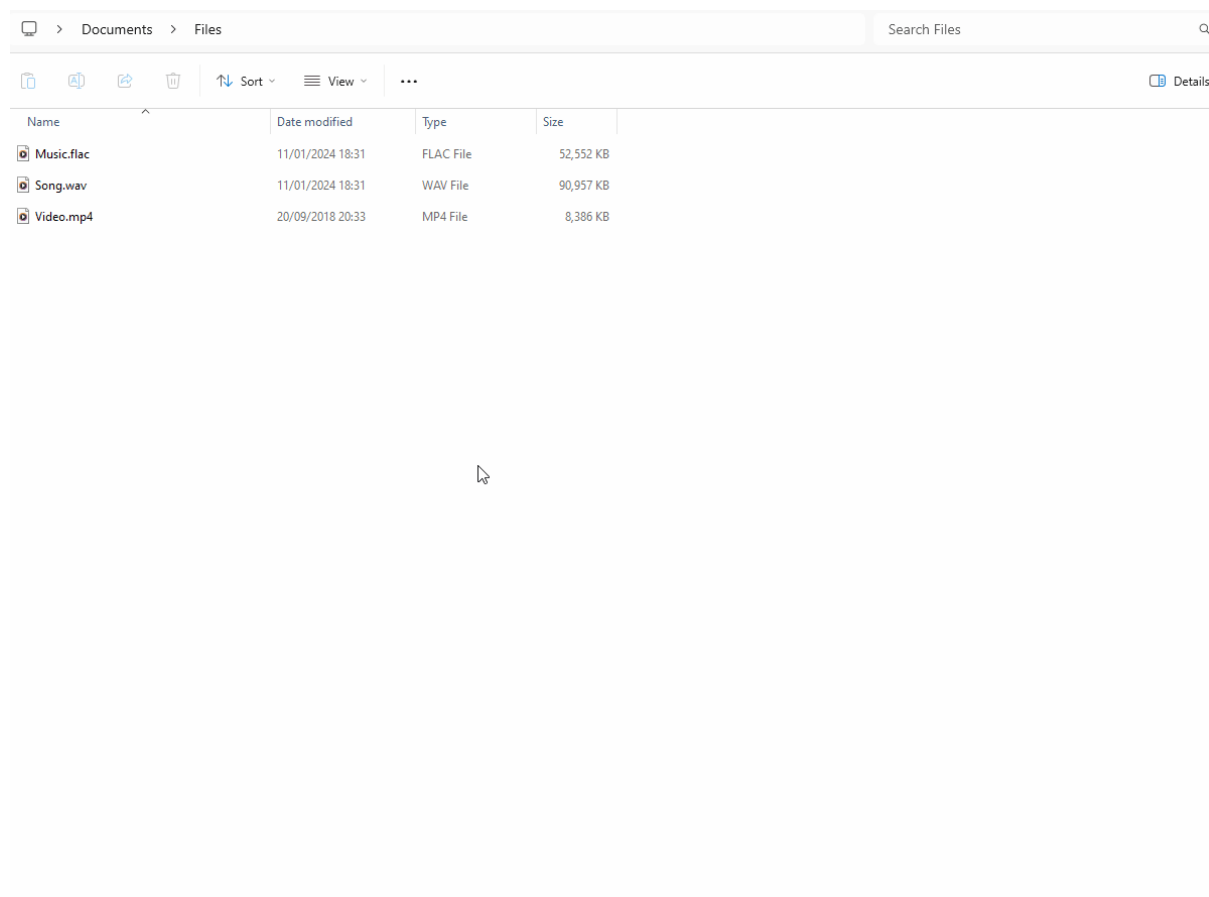 Documents > Files Search Files
Sort View ... Details
Name Date modified Type Size
Music.flac 11/01/2024 18:31 FLAC File 52,552 KB
Song.wav 11/01/2024 18:31 WAV File 90,957 KB
Video.mp4 20/09/2018 20:33 MP4 File 8,386 KB